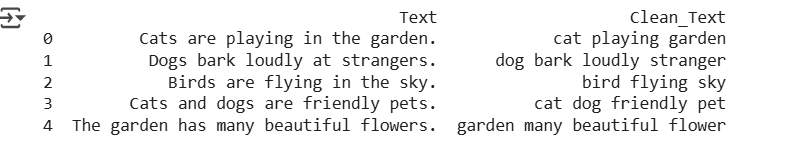 Text Clean_Text
0 Cats are playing in the garden. cat playing garden
1 Dogs bark loudly at strangers. dog bark loudly stranger
2 Birds are flying in the sky. bird flying sky
3 Cats and dogs are friendly pets. cat dog friendly pet
4 The garden has many beautiful flowers. garden many beautiful flower